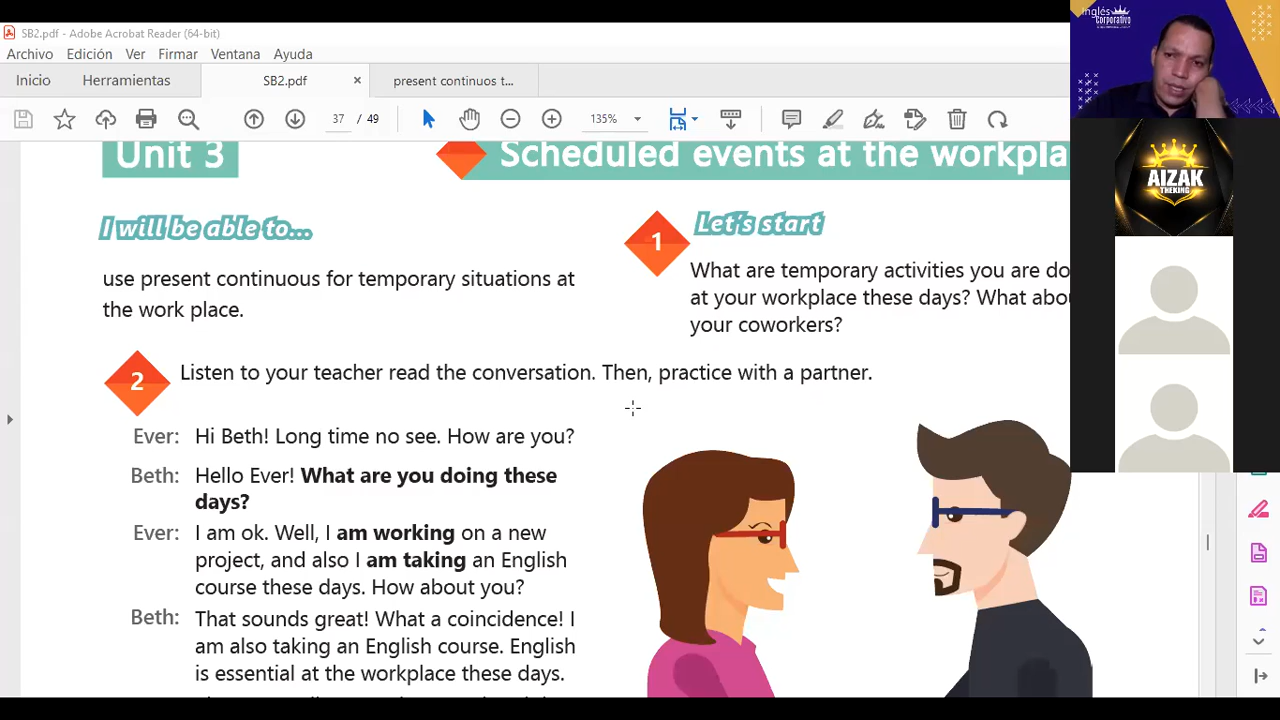 SB2.pdf - Adobe Acrobat Reader (64-bit)
Archivo Edición Ver Firmar Ventana Ayuda
Inicio Herramientas SB2.pdf × present continuos t...
37 / 49 135%
Unit 3
Scheduled events at the workpla
I will be able to...
use present continuous for temporary situations at
the work place.
1 Let's start
What are temporary activities you are do
at your workplace these days? What abou
your coworkers?
2 Listen to your teacher read the conversation. Then, practice with a partner.
Ever: Hi Beth! Long time no see. How are you?
Beth: Hello Ever! What are you doing these
days?
Ever: I am ok. Well, I am working on a new
project, and also I am taking an English
course these days. How about you?
Beth: That sounds great! What a coincidence! I
am also taking an English course. English
is essential at the workplace these days.
Inglés
Corporativo
AIZAK
THEKING